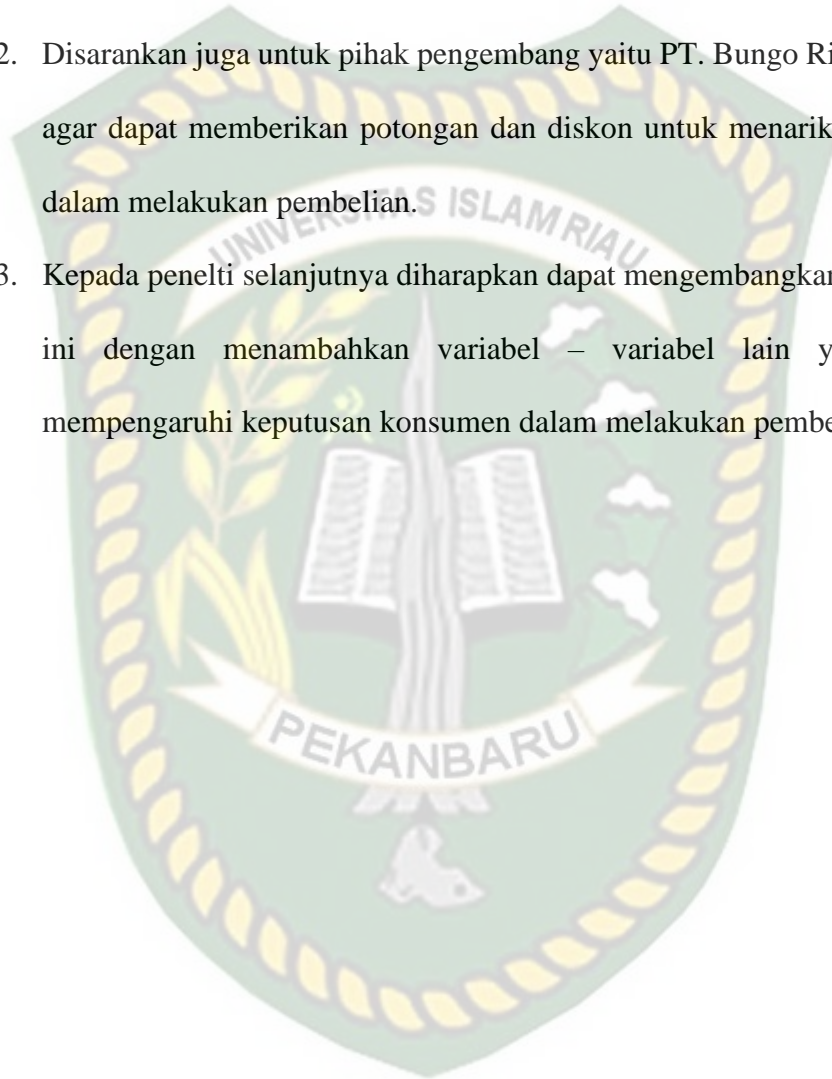 2. Disarankan juga untuk pihak pengembang yaitu PT. Bungo
agar dapat memberikan potongan dan diskon untuk menarik
dalam melakukan pembelian.
UNIVERSITAS ISLAM RIAU
3. Kepada penelti selanjutnya diharapkan dapat mengembangkan
ini dengan menambahkan variabel – variabel lain
mempengaruhi keputusan konsumen dalam melakukan
PEKANBARU